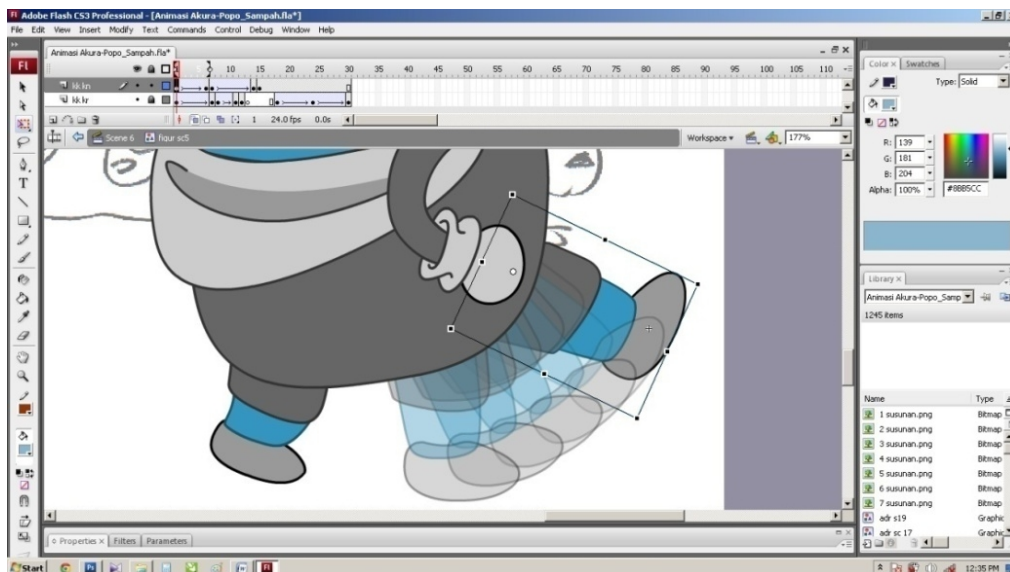 Adobe Flash CS3 Professional - [Animasi Akura-Popo_Sampah.fla*]
File Edit View Insert Modify Text Commands Control Debug Window Help
Fl
Animasi Akura-Popo_Sampah.fla*
5 10 15 20 25 30 35 40 45 50 55 60 65 70 75 80 85 90 95 100 105 110
kk kn
kk kr
1 24.0 fps 0.0s
Scene 6 figur sc5 Workspace 177%
Color x Swatches
Type: Solid
R: 139
G: 181
B: 204
Alpha: 100% #8BB5CC
Library x
Animasi Akura-Popo_Samp
1245 items
Name Type
1 susunan.png Bitmap
2 susunan.png Bitmap
3 susunan.png Bitmap
4 susunan.png Bitmap
5 susunan.png Bitmap
6 susunan.png Bitmap
7 susunan.png Bitmap
adr s19 Graphic
adr sc 17 Graphic
Properties x Filters Parameters
Start 12:35 PM